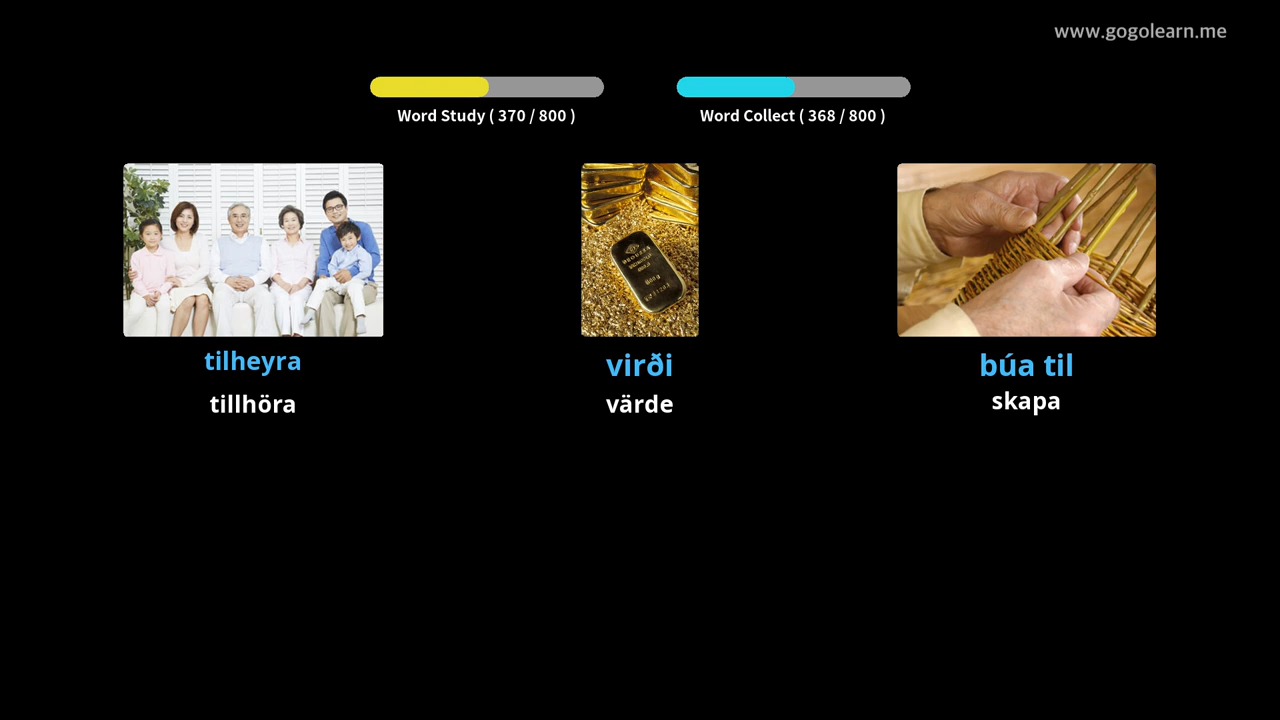 www.gogolearn.me
Word Study ( 370 / 800 )
Word Collect ( 368 / 800 )
tilheyra
virði
búa til
tillhöra
värde
skapa